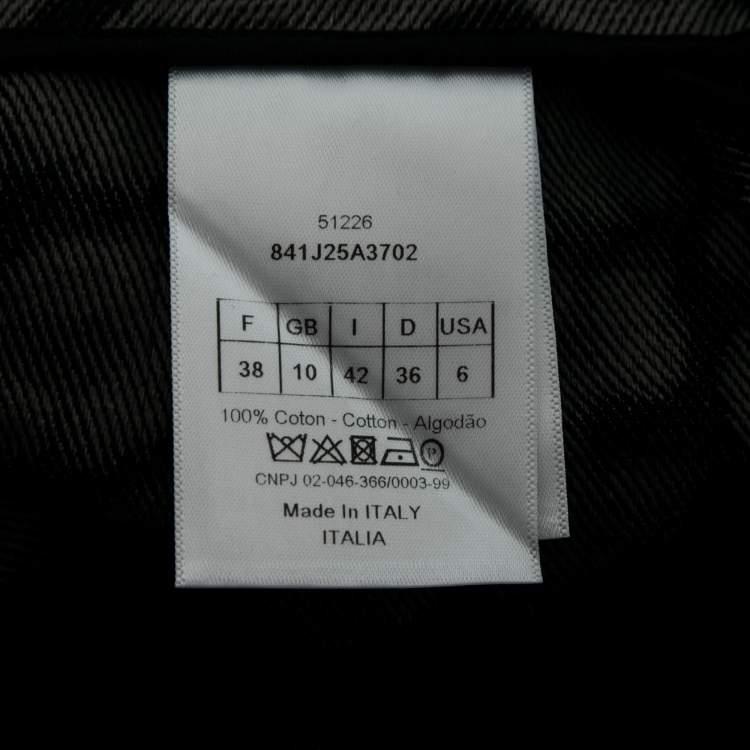 51226
841J25A3702
F GB I D USA
38 10 42 36 6
100% Coton - Cotton - Algodão
P
CNPJ 02-046-366/0003-99
Made In ITALY
ITALIA